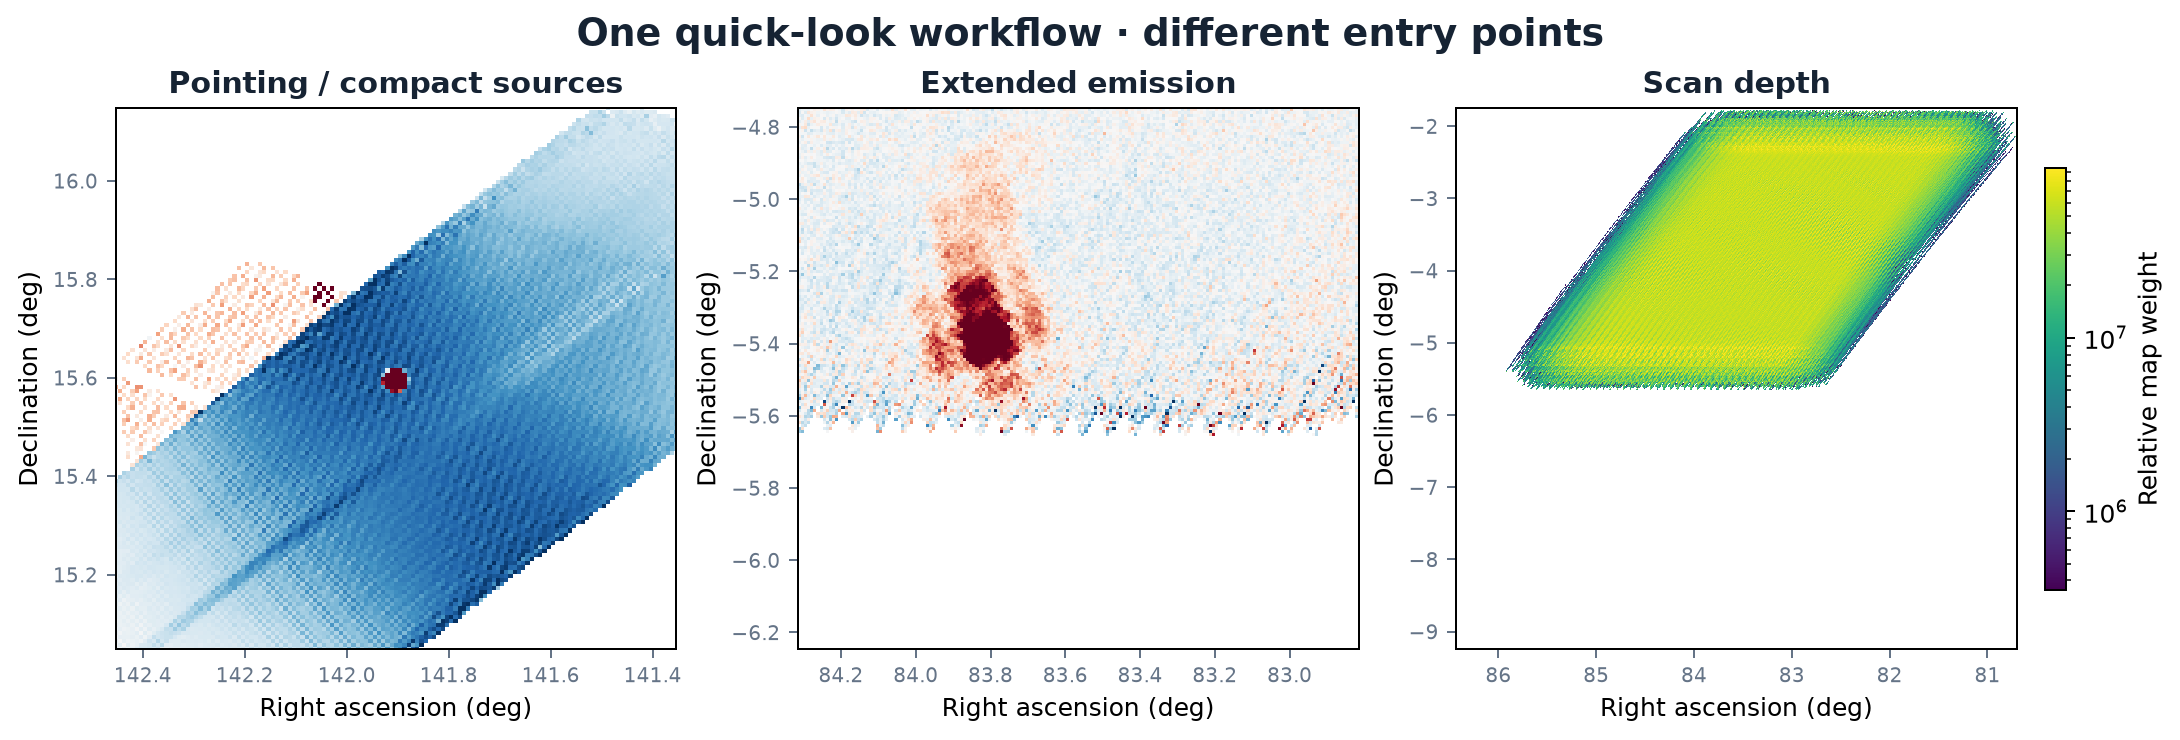 One quick-look workflow · different entry points
Pointing / compact sources
Declination (deg)
16.0
15.8
15.6
15.4
15.2
142.4 142.2 142.0 141.8 141.6 141.4
Right ascension (deg)
Extended emission
Declination (deg)
−4.8
−5.0
−5.2
−5.4
−5.6
−5.8
−6.0
−6.2
84.2 84.0 83.8 83.6 83.4 83.2 83.0
Right ascension (deg)
Scan depth
Declination (deg)
−2
−3
−4
−5
−6
−7
−8
−9
86 85 84 83 82 81
Right ascension (deg)
10⁷
10⁶
Relative map weight